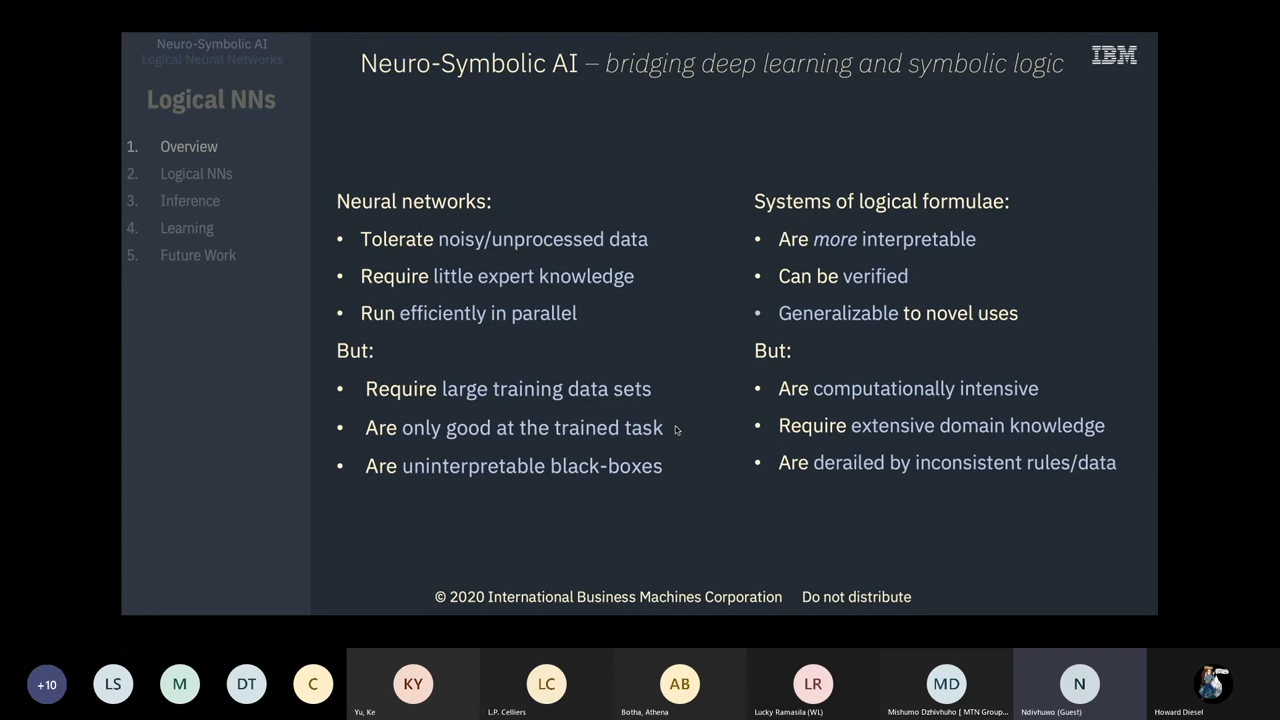 Neuro-Symbolic AI
Logical Neural Networks
Logical NNs
1. Overview
2. Logical NNs
3. Inference
4. Learning
5. Future Work
Neuro-Symbolic AI – bridging deep learning and symbolic logic
IBM
Neural networks:
• Tolerate noisy/unprocessed data
• Require little expert knowledge
• Run efficiently in parallel
But:
• Require large training data sets
• Are only good at the trained task
• Are uninterpretable black-boxes
Systems of logical formulae:
• Are more interpretable
• Can be verified
• Generalizable to novel uses
But:
• Are computationally intensive
• Require extensive domain knowledge
• Are derailed by inconsistent rules/data
© 2020 International Business Machines Corporation Do not distribute
+10
LS
M
DT
C
KY
Yu, Ke
LC
L.P. Celliers
AB
Botha, Athena
LR
Lucky Ramasila (WL)
MD
Mishumo Dzhivhuho [ MTN Group...
N
Ndivhuwo (Guest)
Howard Diesel